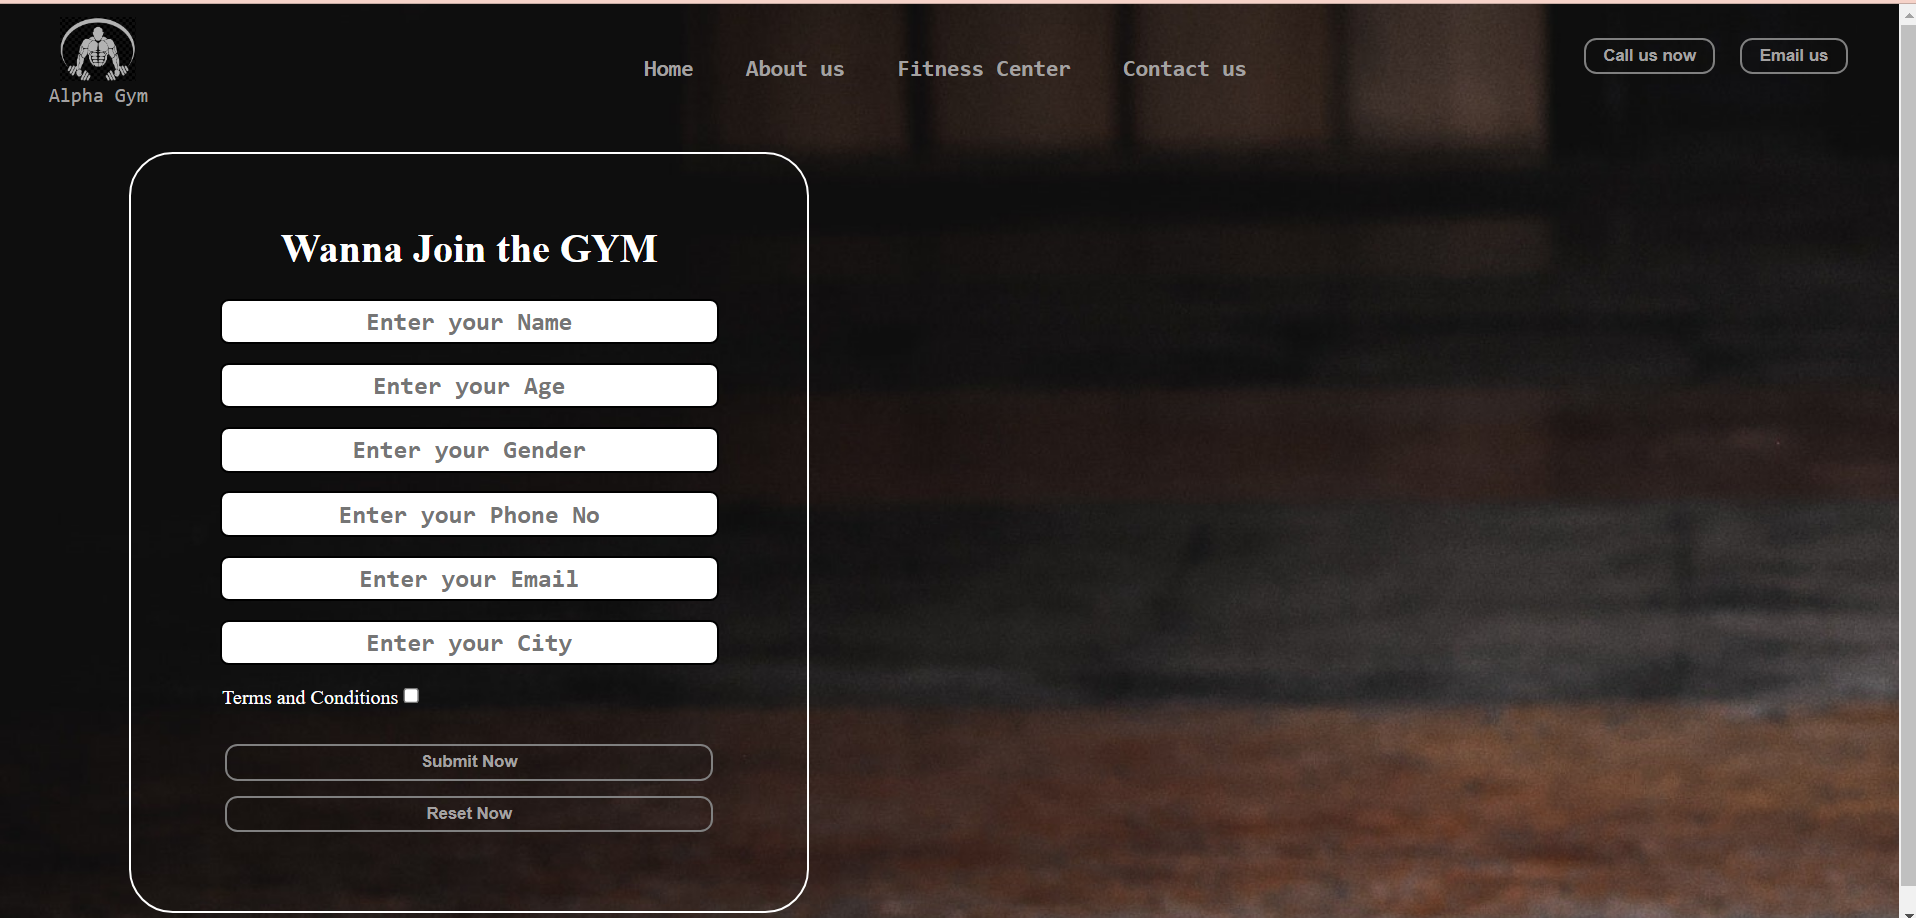 Alpha Gym
Home About us Fitness Center Contact us
Call us now Email us
Wanna Join the GYM
Enter your Name
Enter your Age
Enter your Gender
Enter your Phone No
Enter your Email
Enter your City
Terms and Conditions
Submit Now
Reset Now